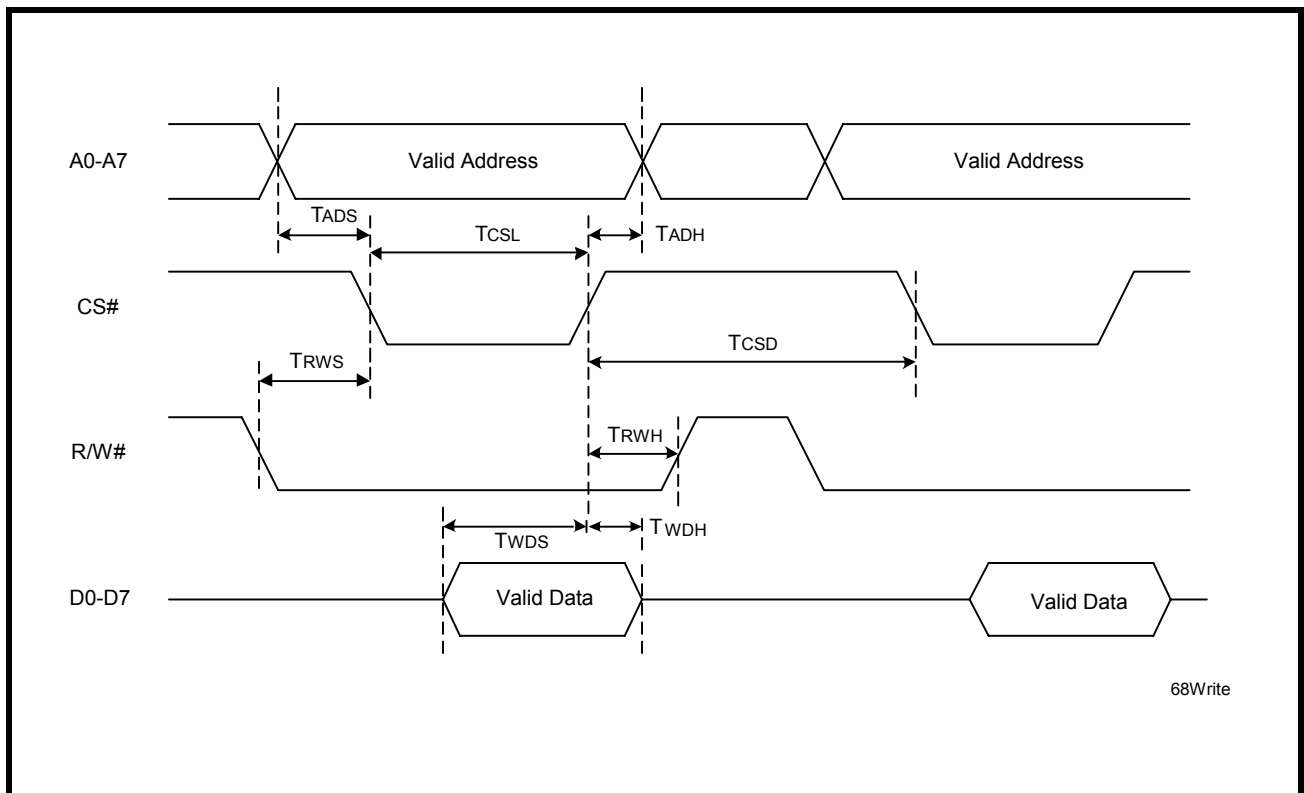 A0-A7
Valid Address
Valid Address
TADS
TCSL
TADH
CS#
TCSD
TRWS
R/W#
TRWH
TWDS
TWDH
D0-D7
Valid Data
Valid Data
68Write